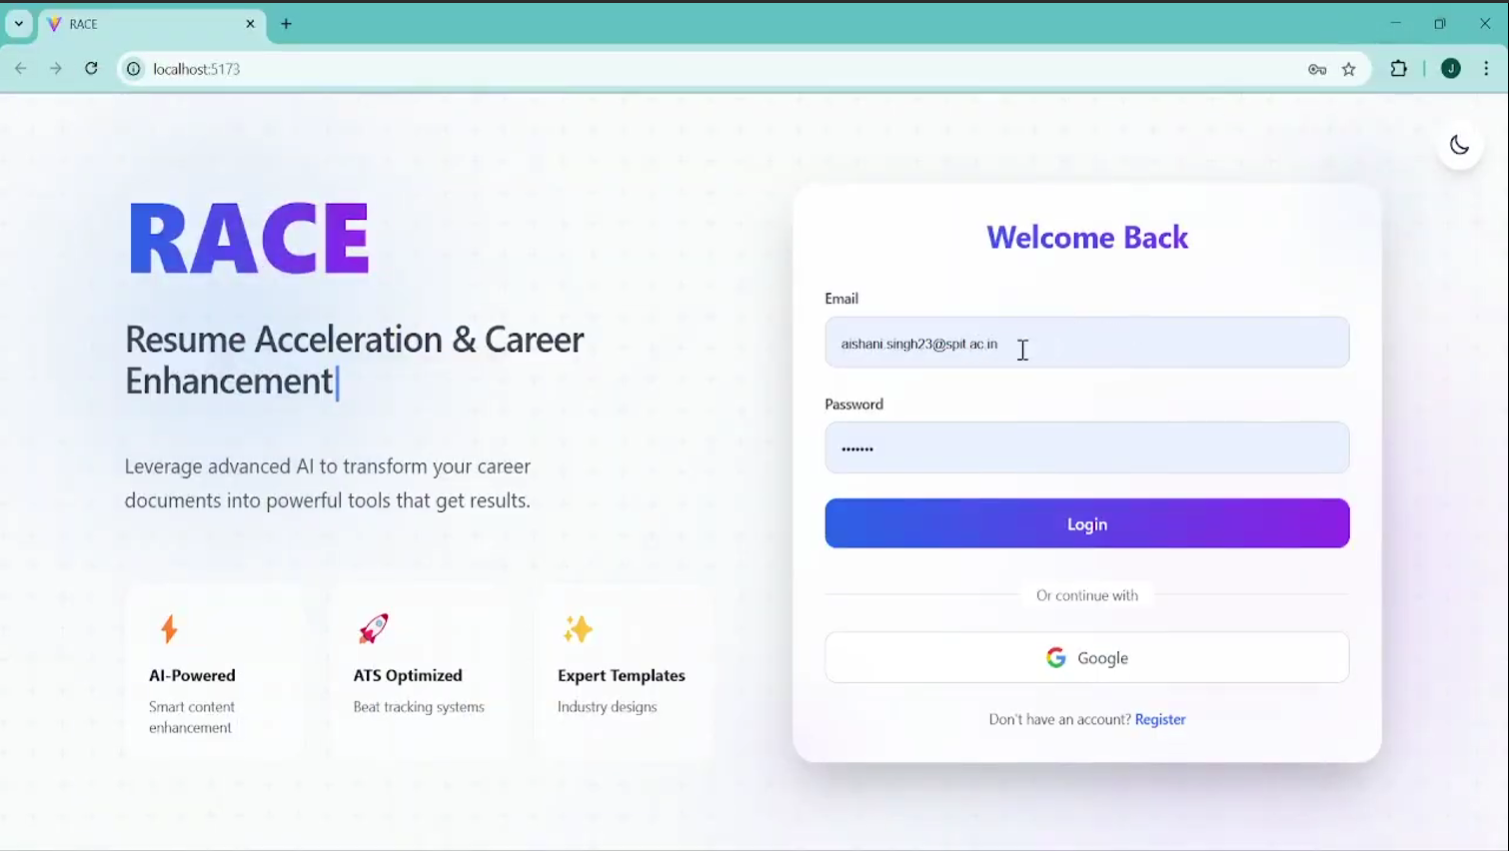 RACE
localhost:5173
J
RACE
Resume Acceleration & Career
Enhancement
Leverage advanced AI to transform your career
documents into powerful tools that get results.
AI-Powered
Smart content
enhancement
ATS Optimized
Beat tracking systems
Expert Templates
Industry designs
Welcome Back
Email
aishani.singh23@spit.ac.in
Password
•••••••
Login
Or continue with
Google
Don't have an account? Register